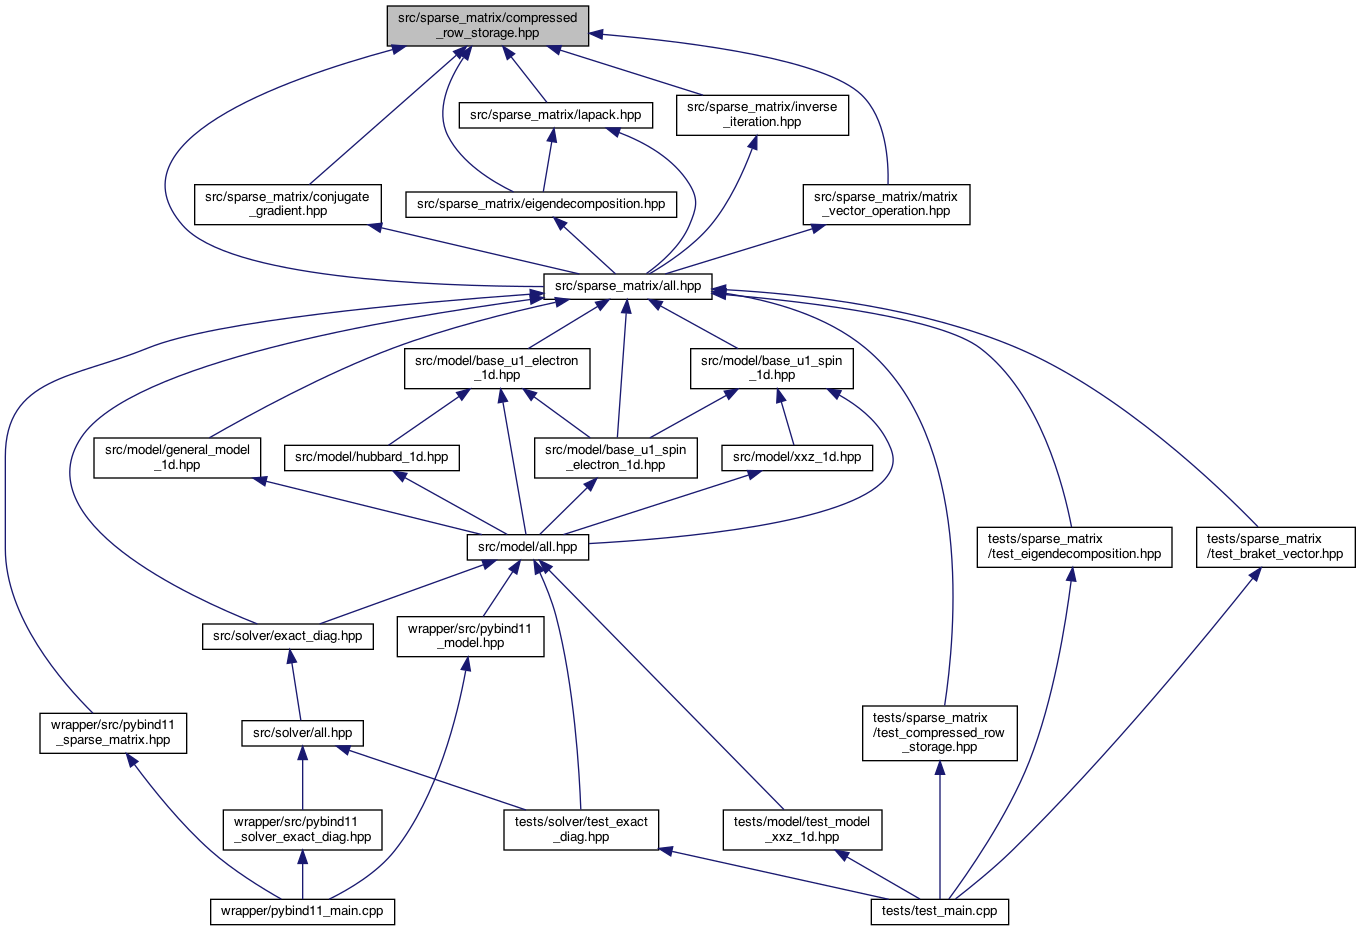 src/sparse_matrix/compressed
_row_storage.hpp
src/sparse_matrix/lapack.hpp
src/sparse_matrix/inverse
_iteration.hpp
src/sparse_matrix/conjugate
_gradient.hpp
src/sparse_matrix/eigendecomposition.hpp
src/sparse_matrix/matrix
_vector_operation.hpp
src/sparse_matrix/all.hpp
src/model/base_u1_electron
_1d.hpp
src/model/base_u1_spin
_1d.hpp
src/model/general_model
_1d.hpp
src/model/hubbard_1d.hpp
src/model/base_u1_spin
_electron_1d.hpp
src/model/xxz_1d.hpp
src/model/all.hpp
tests/sparse_matrix
/test_eigendecomposition.hpp
tests/sparse_matrix
/test_braket_vector.hpp
src/solver/exact_diag.hpp
wrapper/src/pybind11
_model.hpp
wrapper/src/pybind11
_sparse_matrix.hpp
src/solver/all.hpp
tests/sparse_matrix
/test_compressed_row
_storage.hpp
wrapper/src/pybind11
_solver_exact_diag.hpp
tests/solver/test_exact
_diag.hpp
tests/model/test_model
_xxz_1d.hpp
wrapper/pybind11_main.cpp
tests/test_main.cpp